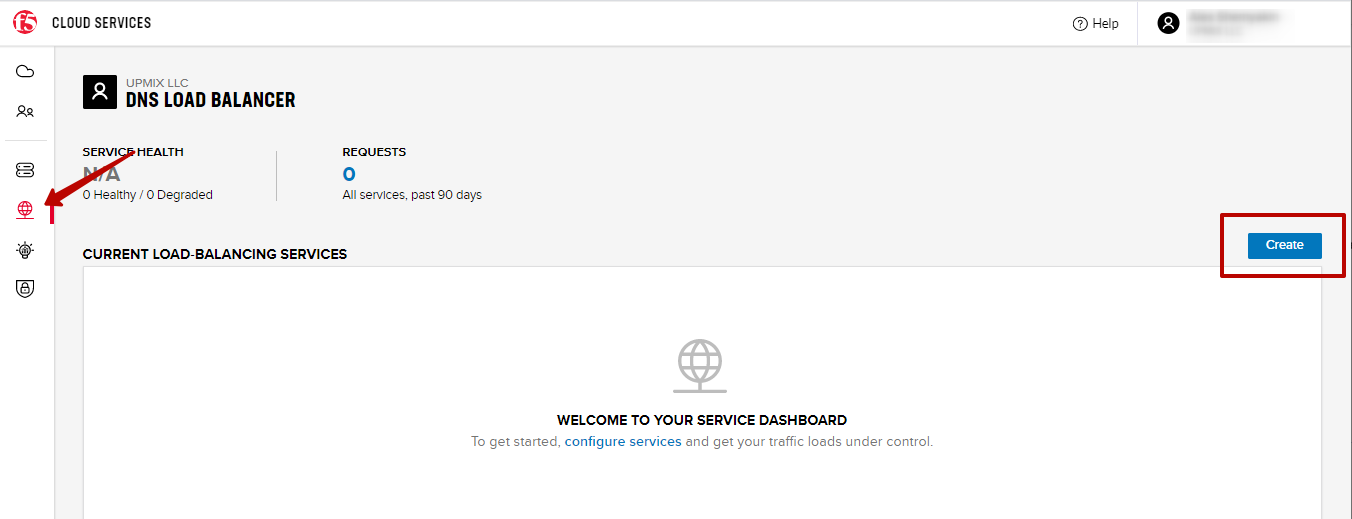 f5 CLOUD SERVICES
Help
UPMIX LLC
DNS LOAD BALANCER
SERVICE HEALTH
N/A
0 Healthy / 0 Degraded
REQUESTS
0
All services, past 90 days
CURRENT LOAD-BALANCING SERVICES
Create
WELCOME TO YOUR SERVICE DASHBOARD
To get started, configure services and get your traffic loads under control.